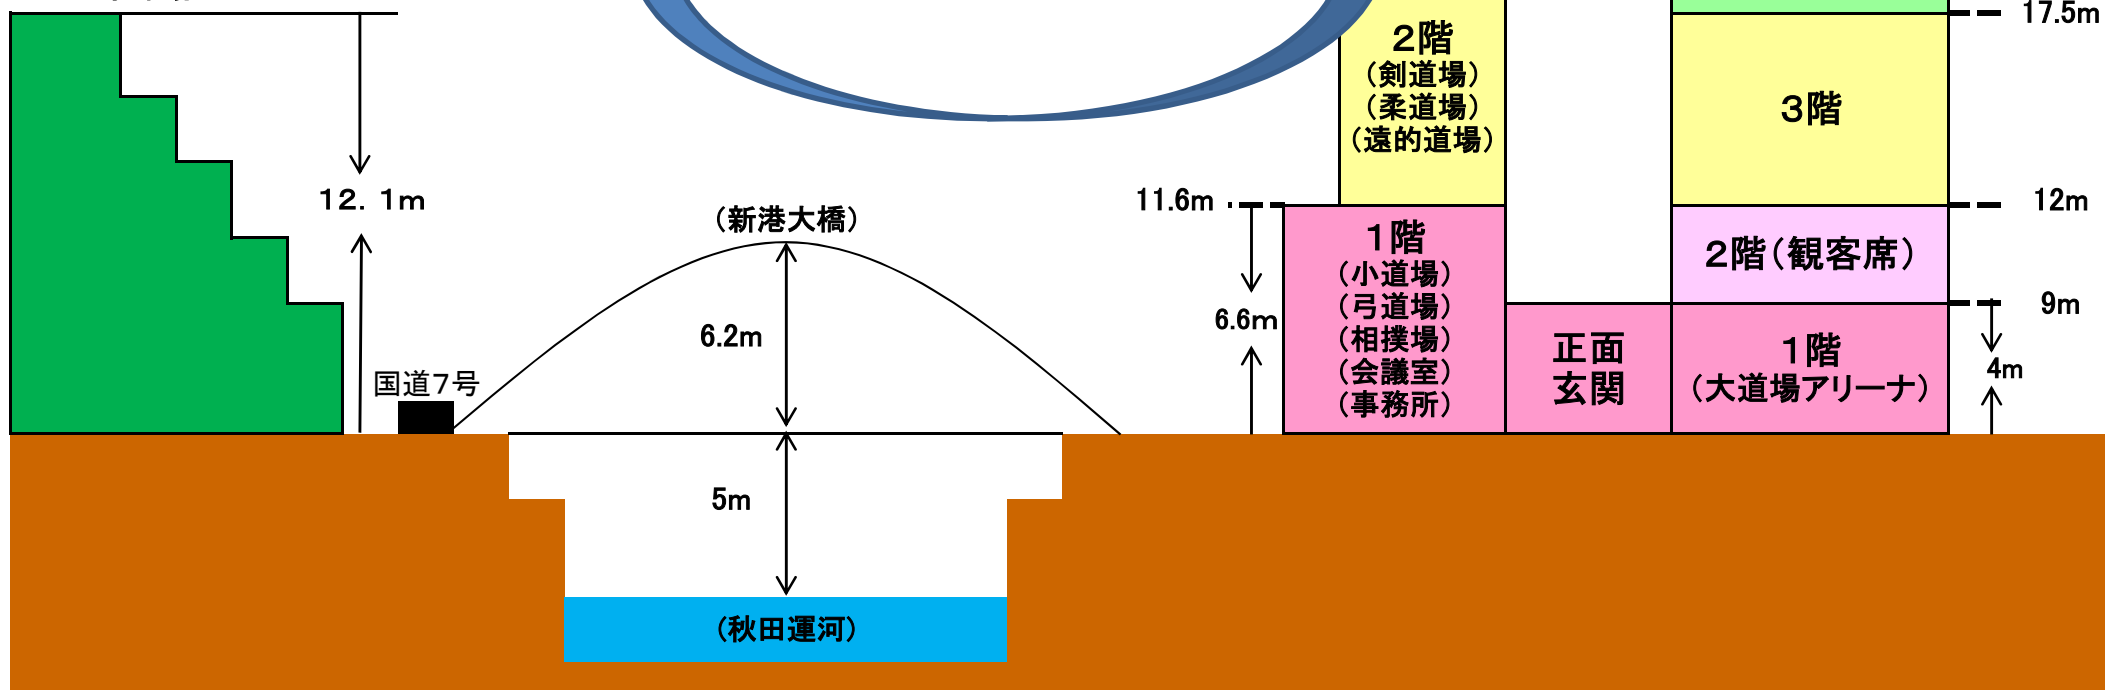 12．1m
国道7号
（新港大橋）
6.2m
5m
（秋田運河）
2階
（剣道場）
（柔道場）
（遠的道場）
11.6m
6.6m
1階
（小道場）
（弓道場）
（相撲場）
（会議室）
（事務所）
正面
玄関
17.5m
3階
12m
2階（観客席）
9m
1階
（大道場アリーナ）
4m